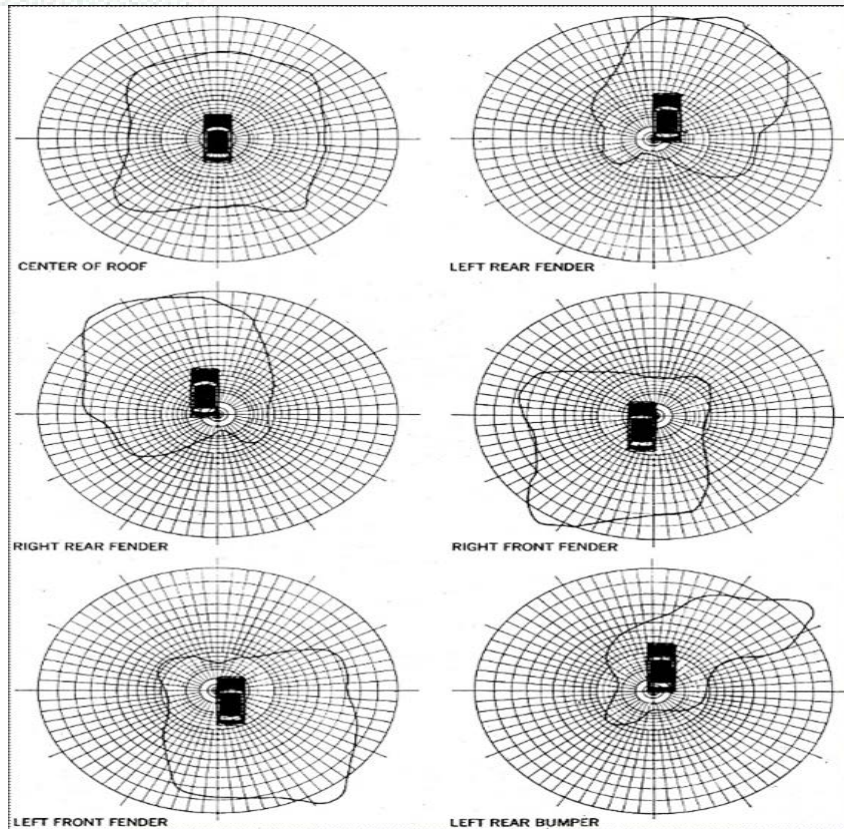 CENTER OF ROOF
LEFT REAR FENDER
RIGHT REAR FENDER
RIGHT FRONT FENDER
LEFT FRONT FENDER
LEFT REAR BUMPER